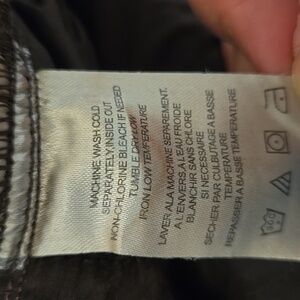 MACHINE WASH COLD
SEPARATELY INSIDE OUT
NON-CHLORINE BLEACH IF NEEDED
TUMBLE DRY LOW
IRON LOW TEMPERATURE
LAVER A LA MACHINE SEPAREMENT,
A L'ENVERS, A L'EAU FROIDE
BLANCHIR SANS CHLORE
SI NECESSAIRE
SECHER PAR CULBUTAGE A BASSE
TEMPERATURE
REPASSER A BASSE TEMPERATURE